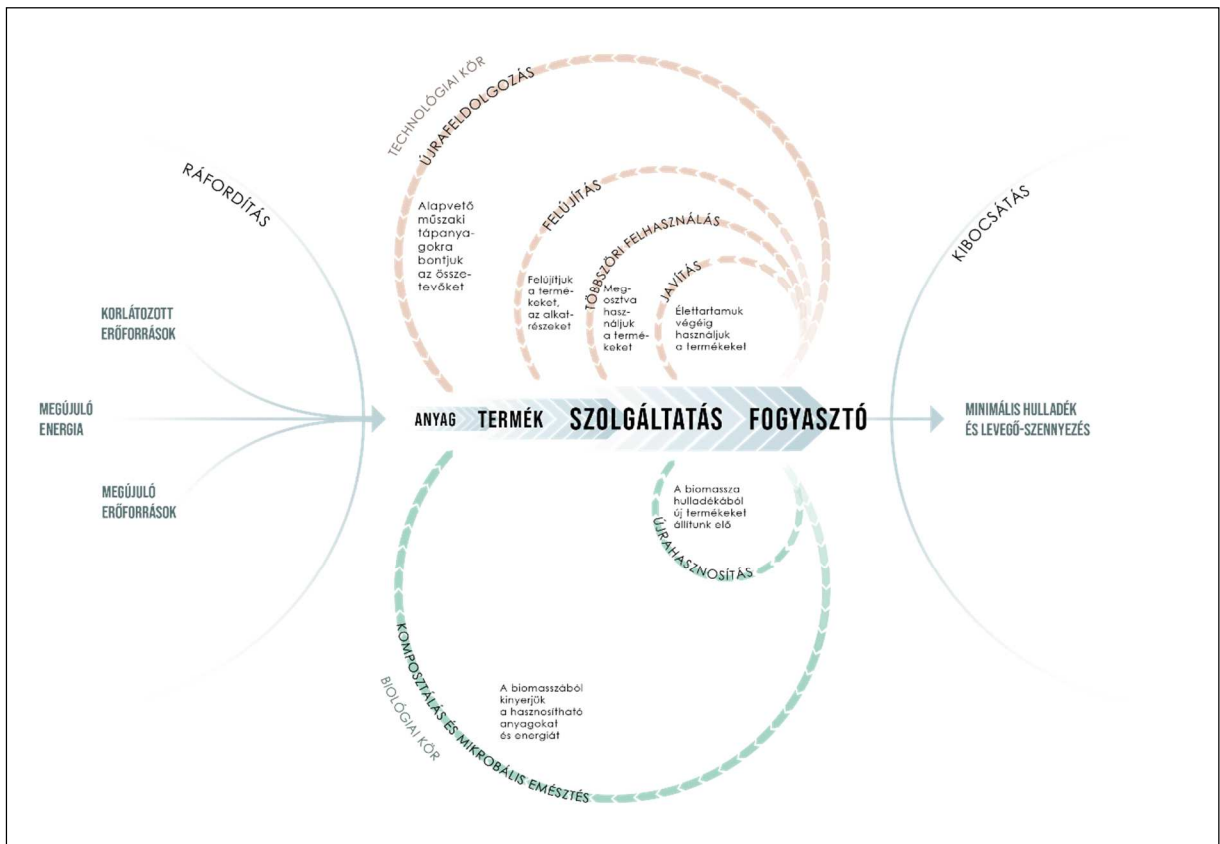 TECHNOLÓGIAI KÖR
ÚJRAFELDOLGOZÁS
RÁFORDÍTÁS
KIBOCSÁTÁS
FELÚJÍTÁS
TÖBBSZÖRI FELHASZNÁLÁS
JAVÍTÁS
Alapvető
műszaki
tápanya-
gokra
bontjuk
az össze-
tevőket
Felújítjuk
a termé-
keket,
az alkat-
részeket
Meg-
osztva
hasz-
náljuk
a termé-
keket
Élettartamuk
végéig
használjuk
a termékeket
KORLÁTOZOTT
ERŐFORRÁSOK
MEGÚJULÓ
ENERGIA
MEGÚJULÓ
ERŐFORRÁSOK
ANYAG TERMÉK SZOLGÁLTATÁS FOGYASZTÓ
MINIMÁLIS HULLADÉK
ÉS LEVEGŐ-SZENNYEZÉS
A biomassza
hulladékából
új termékeket
állítunk elő
ÚJRAHASZNOSÍTÁS
A biomasszából
kinyerjük
a hasznosítható
anyagokat
és energiát
KOMPOSZTÁLÁS ÉS MIKROBÁLIS EMÉSZTÉS
BIOLÓGIAI KÖR